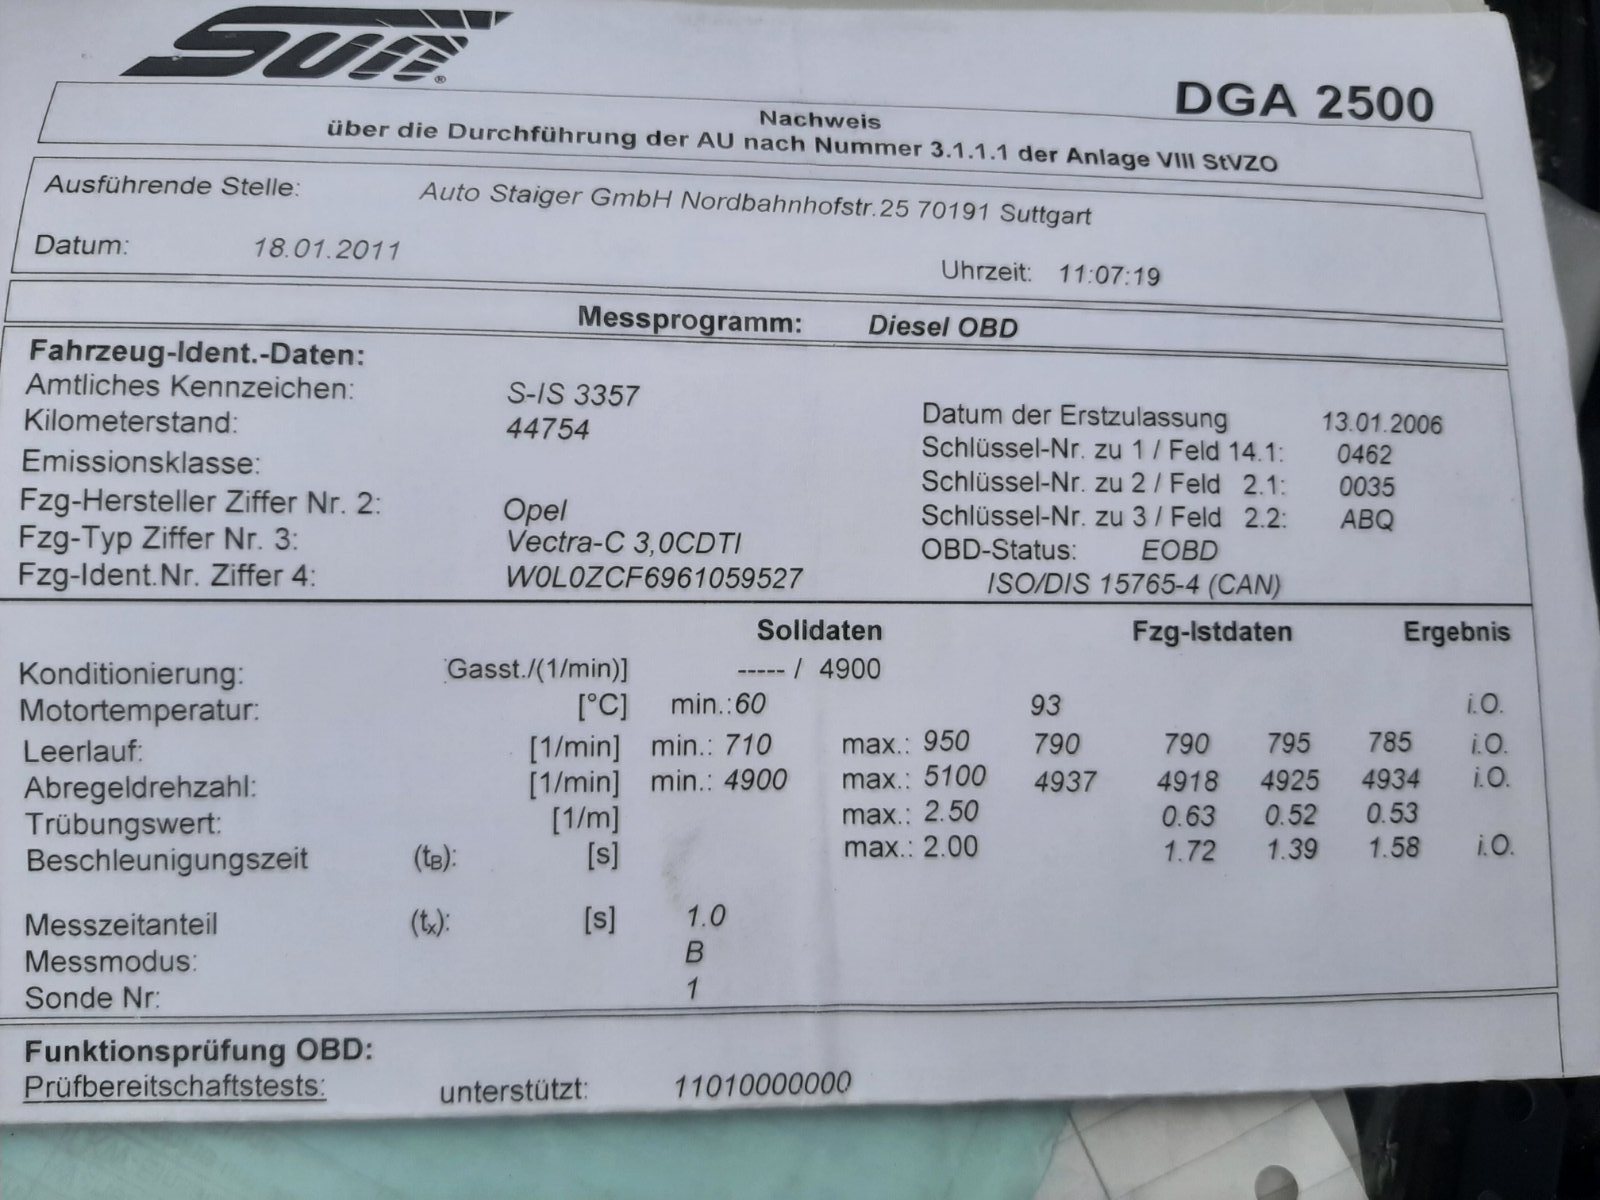 Sun®
DGA 2500
Nachweis
über die Durchführung der AU nach Nummer 3.1.1.1 der Anlage VIII StVZO
Ausführende Stelle: Auto Staiger GmbH Nordbahnhofstr.25 70191 Suttgart
Datum: 18.01.2011 Uhrzeit: 11:07:19
Messprogramm: Diesel OBD
Fahrzeug-Ident.-Daten:
Amtliches Kennzeichen: S-IS 3357 Datum der Erstzulassung 13.01.2006
Kilometerstand: 44754 Schlüssel-Nr. zu 1 / Feld 14.1: 0462
Emissionsklasse: Schlüssel-Nr. zu 2 / Feld 2.1: 0035
Fzg-Hersteller Ziffer Nr. 2: Opel Schlüssel-Nr. zu 3 / Feld 2.2: ABQ
Fzg-Typ Ziffer Nr. 3: Vectra-C 3,0CDTI OBD-Status: EOBD
Fzg-Ident.Nr. Ziffer 4: W0L0ZCF6961059527 ISO/DIS 15765-4 (CAN)
Solldaten Fzg-Istdaten Ergebnis
Konditionierung: Gasst./(1/min)] ----- / 4900
Motortemperatur: [°C] min.:60 93 i.O.
Leerlauf: [1/min] min.: 710 max.: 950 790 790 795 785 i.O.
Abregeldrehzahl: [1/min] min.: 4900 max.: 5100 4937 4918 4925 4934 i.O.
Trübungswert: [1/m] max.: 2.50 0.63 0.52 0.53
Beschleunigungszeit (tB): [s] max.: 2.00 1.72 1.39 1.58 i.O.
Messzeitanteil (tx): [s] 1.0
Messmodus: B
Sonde Nr: 1
Funktionsprüfung OBD:
Prüfbereitschaftstests: unterstützt: 11010000000